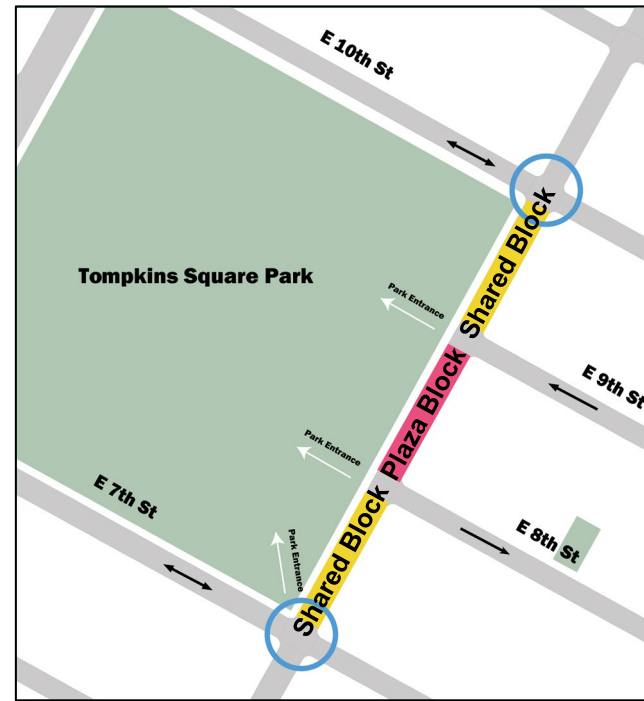 E 10th St
Shared Block
Tompkins Square Park
Park Entrance
Plaza Block
E 9th St
Park Entrance
E 7th St
Shared Block
E 8th St
Park Entrance